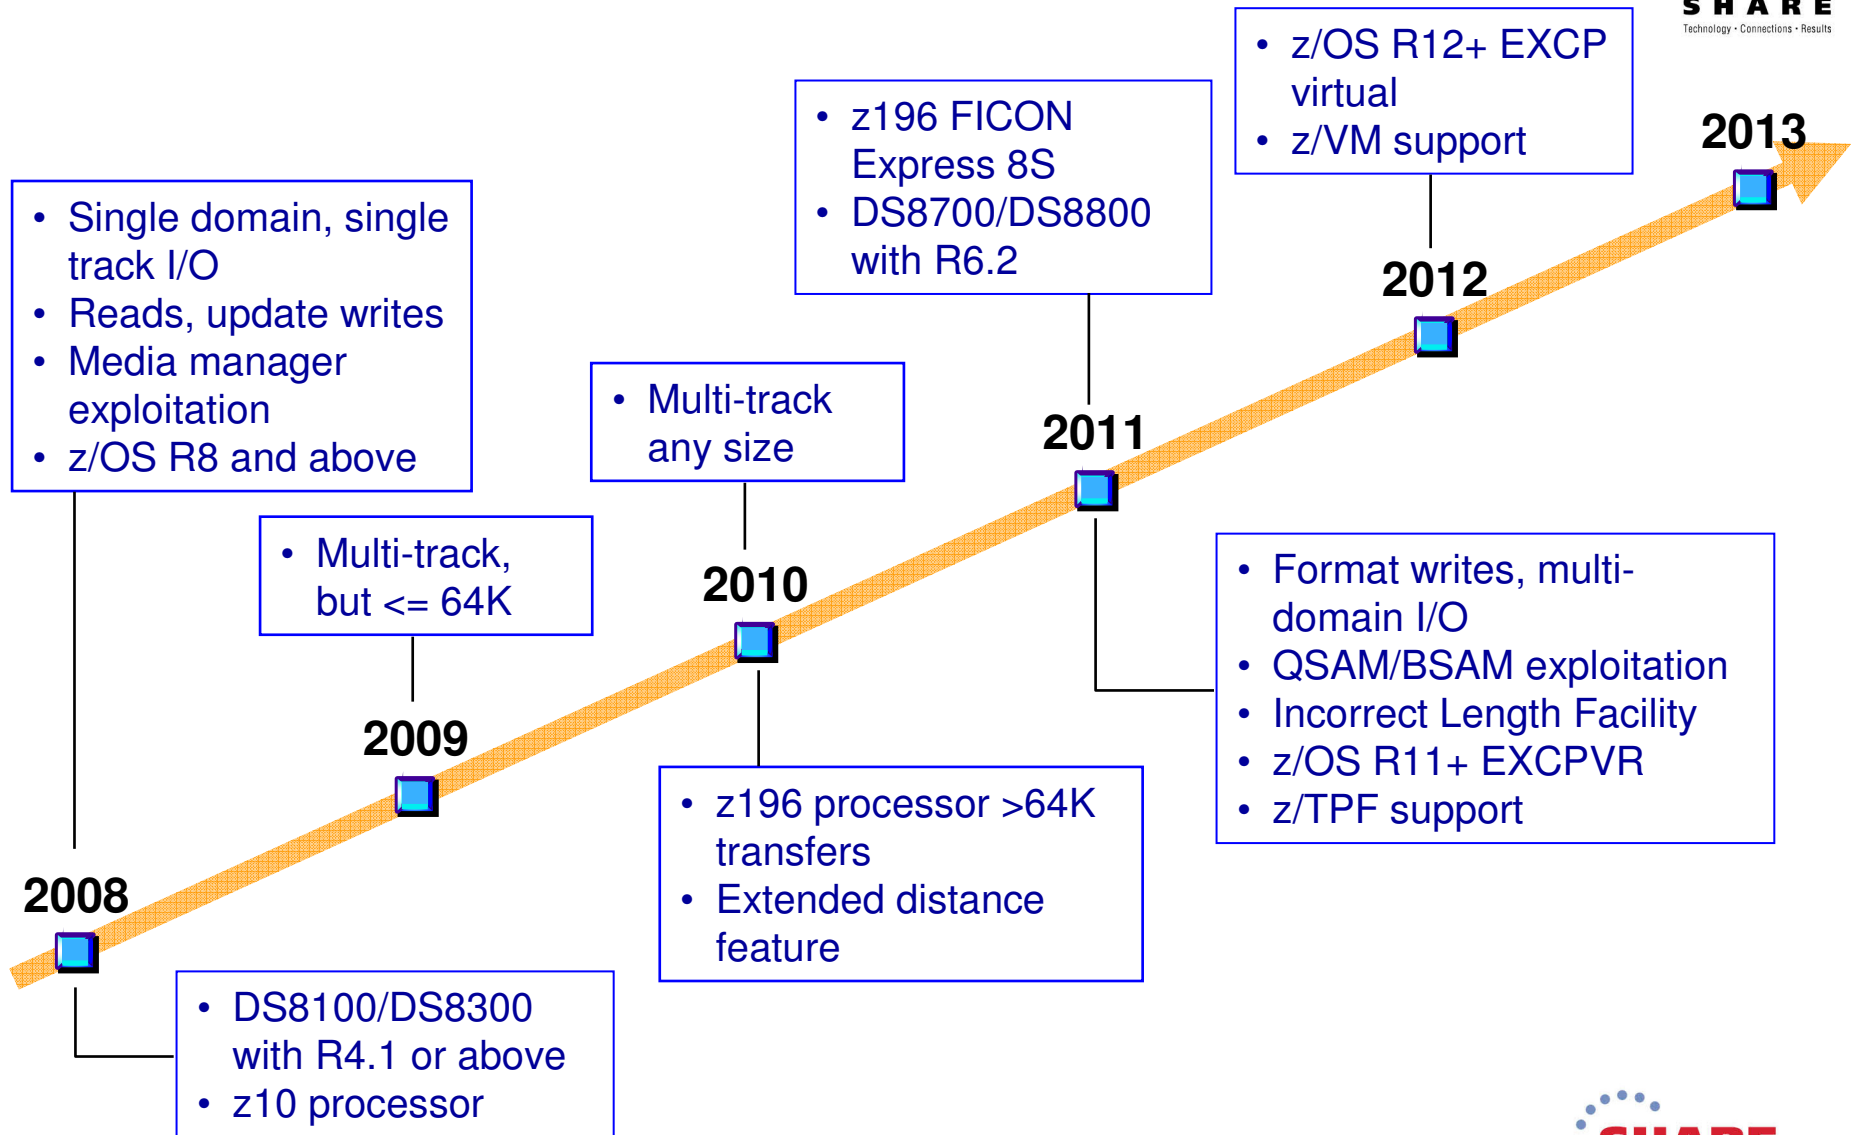 SHARE
Technology • Connections • Results
• z/OS R12+ EXCP
virtual
• z/VM support
2013
• z196 FICON
Express 8S
• DS8700/DS8800
with R6.2
2012
• Single domain, single
track I/O
• Reads, update writes
• Media manager
exploitation
• z/OS R8 and above
• Multi-track
any size
2011
• Multi-track,
but <= 64K
2010
• Format writes, multi-
domain I/O
• QSAM/BSAM exploitation
• Incorrect Length Facility
• z/OS R11+ EXCPVR
• z/TPF support
2009
• z196 processor >64K
transfers
• Extended distance
feature
2008
• DS8100/DS8300
with R4.1 or above
• z10 processor
SHARE